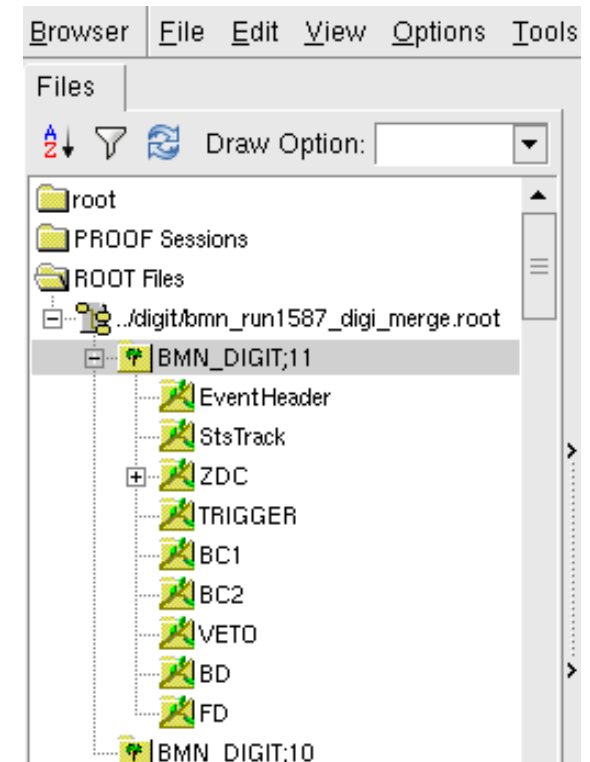 Browser File Edit View Options Tools
Files
Draw Option:
root
PROOF Sessions
ROOT Files
../digit/bmn_run1587_digi_merge.root
BMN_DIGIT;11
EventHeader
StsTrack
ZDC
TRIGGER
BC1
BC2
VETO
BD
FD
BMN_DIGIT;10